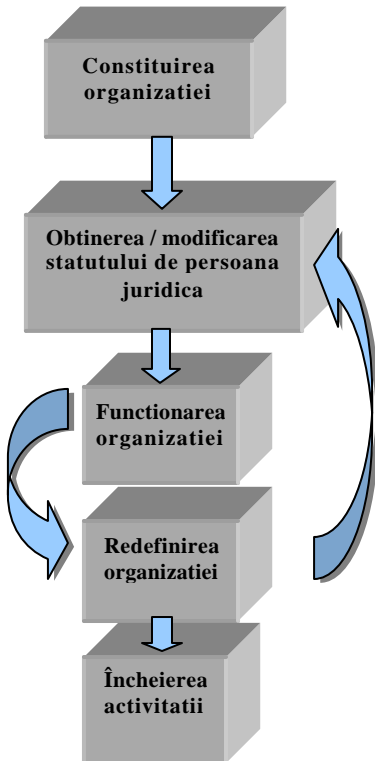 Constituirea
organizatiei
Obtinerea / modificarea
statutului de persoana
juridica
Functionarea
organizatiei
Redefinirea
organizatiei
Încheierea
activitatii